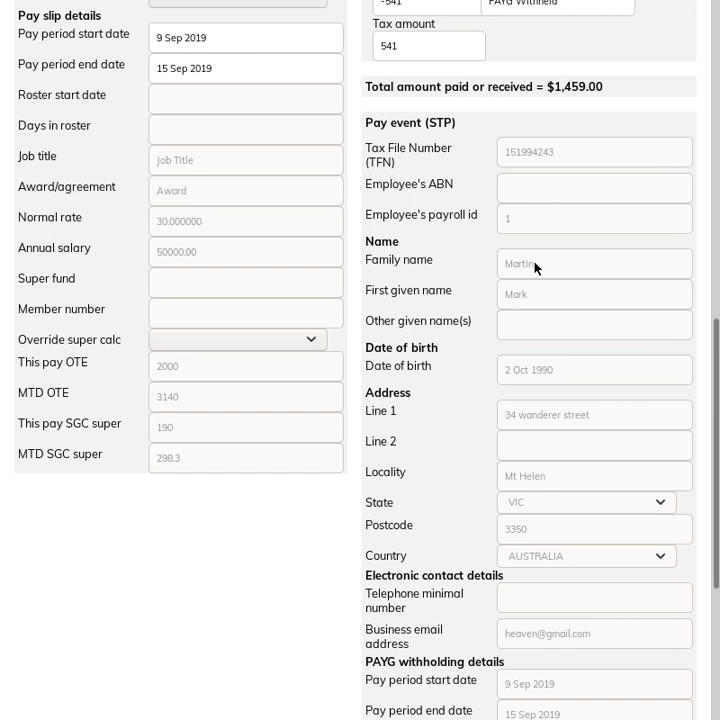 Pay slip details
Pay period start date 9 Sep 2019
Pay period end date 15 Sep 2019
Roster start date
Days in roster
Job title Job Title
Award/agreement Award
Normal rate 30.000000
Annual salary 50000.00
Super fund
Member number
Override super calc
This pay OTE 2000
MTD OTE 3140
This pay SGC super 190
MTD SGC super 298.3
-541 PAYG Withheld
Tax amount
541
Total amount paid or received = $1,459.00
Pay event (STP)
Tax File Number
(TFN) 151994243
Employee's ABN
Employee's payroll id 1
Name
Family name Martin
First given name Mark
Other given name(s)
Date of birth
Date of birth 2 Oct 1990
Address
Line 1 34 wanderer street
Line 2
Locality Mt Helen
State VIC
Postcode 3350
Country AUSTRALIA
Electronic contact details
Telephone minimal
number
Business email
address heaven@gmail.com
PAYG withholding details
Pay period start date 9 Sep 2019
Pay period end date 15 Sep 2019